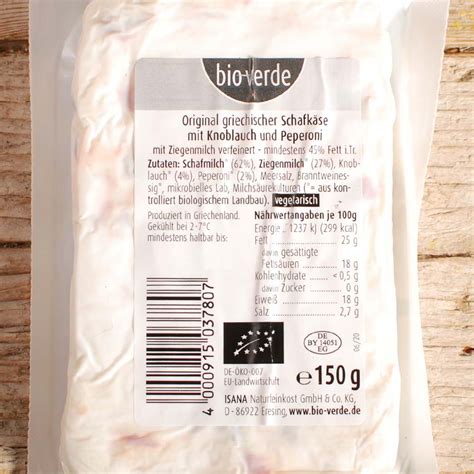 bio-verde
Original griechischer Schafkäse
mit Knoblauch und Peperoni
mit Ziegenmilch verfeinert - mindestens 45% Fett i.Tr.
Zutaten: Schafmilch* (62%), Ziegenmilch* (27%), Knob-
lauch* (4%), Peperoni* (2%), Meersalz, Branntweines-
sig*, mikrobielles Lab, Milchsäurekulturen (*= aus kon-
trolliert biologischem Landbau). vegetarisch
Produziert in Griechenland.
Gekühlt bei 2-7°C
mindestens haltbar bis:
Nährwertangaben je 100g
Energie 1237 kJ (299 kcal)
Fett 25 g
davon gesättigte
Fettsäuren 18 g
Kohlenhydrate < 0,5 g
davon Zucker 0 g
Eiweiß 18 g
Salz 2,7 g
4 000915 037807
DE-ÖKO-007
EU-Landwirtschaft
DE
BY 14051
EG
06/20
e 150 g
ISANA Naturfeinkost GmbH & Co. KG,
D - 86922 Eresing, www.bio-verde.de